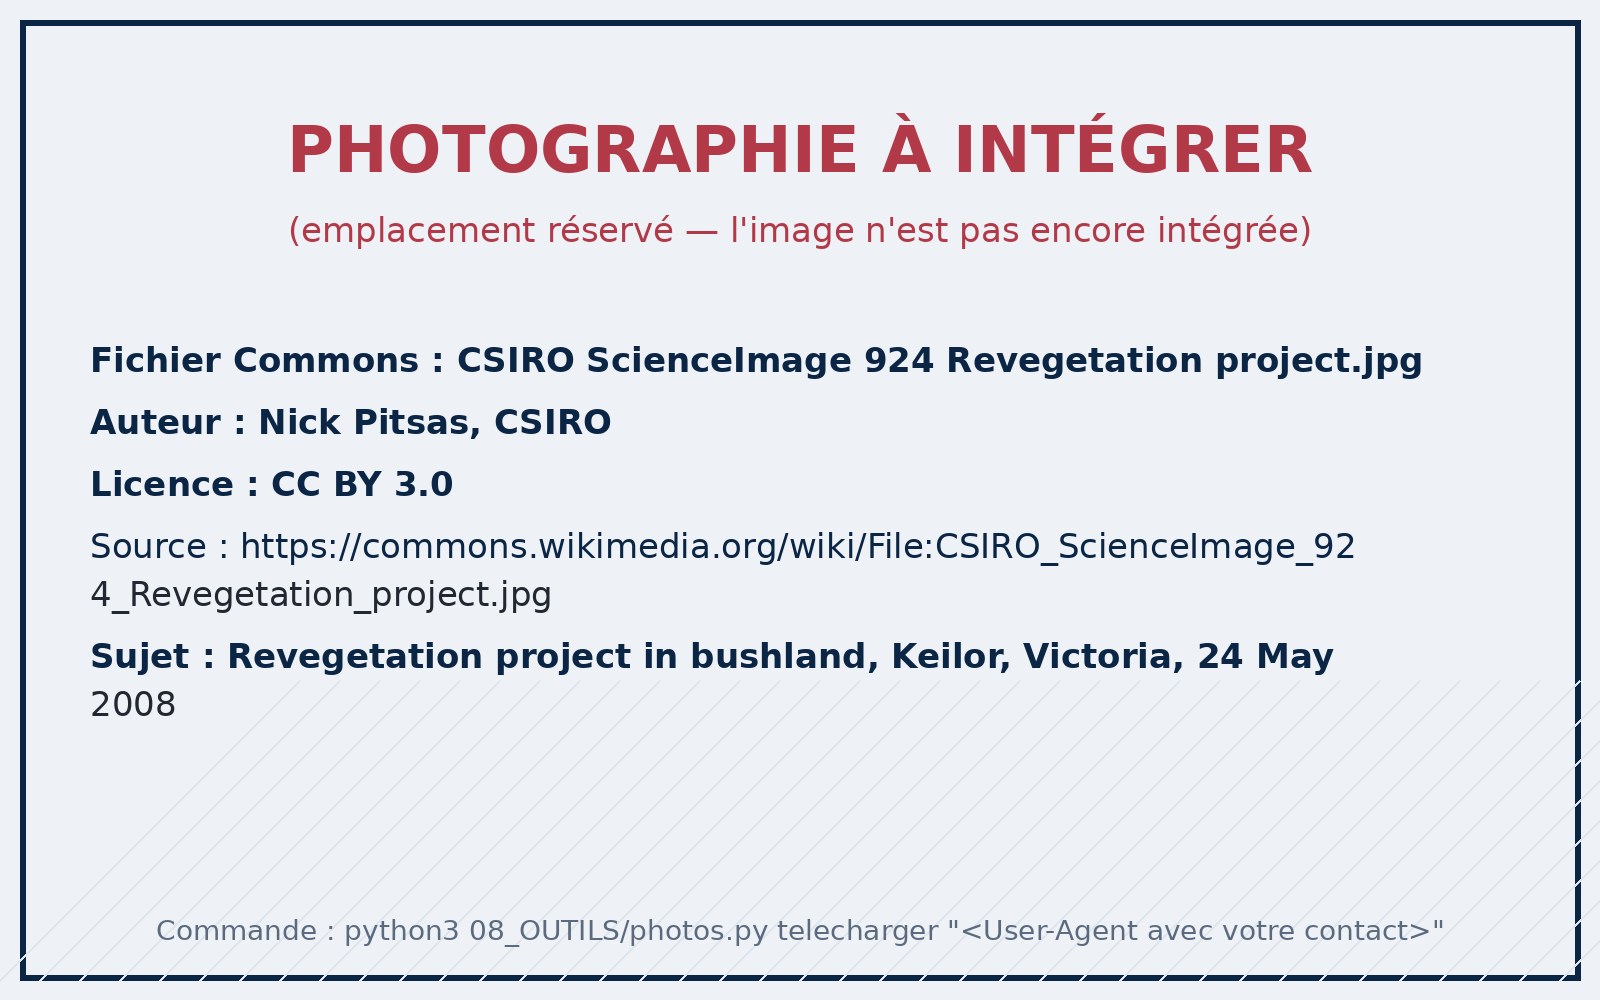 PHOTOGRAPHIE À INTÉGRER
(emplacement réservé — l'image n'est pas encore intégrée)
Fichier Commons : CSIRO ScienceImage 924 Revegetation project.jpg
Auteur : Nick Pitsas, CSIRO
Licence : CC BY 3.0
Source : https://commons.wikimedia.org/wiki/File:CSIRO_ScienceImage_92
4_Revegetation_project.jpg
Sujet : Revegetation project in bushland, Keilor, Victoria, 24 May
2008
Commande : python3 08_OUTILS/photos.py telecharger "<User-Agent avec votre contact>"